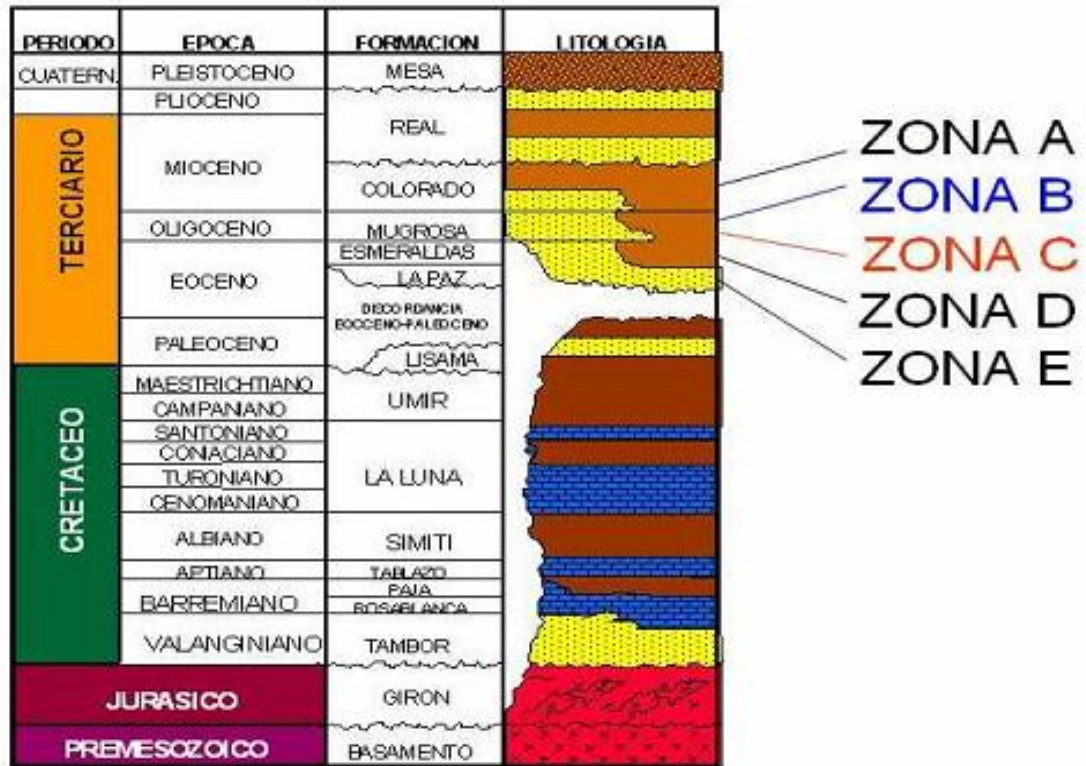 PERIODO EPOCA FORMACION LITOLOGIA
CUATERN. PLEISTOCENO MESA
PLIOCENO
REAL
TERCIARIO
MIOCENO
COLORADO
OLIGOCENO MUGROSA
ESMERALDAS
EOCENO
LA PAZ
DISCORDANCIA
EOCCENO-PALEOCENO
PALEOCENO
LISAMA
CRETACEO
MAESTRICHTIANO
UMIR
CAMPANIANO
SANTONIANO
CONIACIANO
TURONIANO LA LUNA
CENOMANIANO
ALBIANO SIMITI
APTIANO TABLAZO
PAJA
BARREMIANO ROSABLANCA
VALANGINIANO TAMBOR
JURASICO GIRON
PREMESOZOICO BASAMENTO
ZONA A
ZONA B
ZONA C
ZONA D
ZONA E